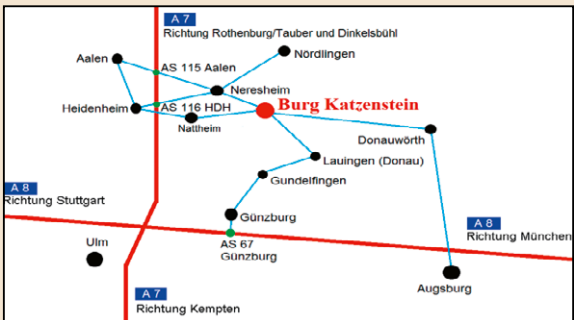 A 7
Richtung Rothenburg/Tauber und Dinkelsbühl
Nördlingen
Aalen
AS 115 Aalen
Neresheim
Heidenheim
AS 116 HDH
Burg Katzenstein
Nattheim
Donauwörth
Lauingen (Donau)
Gundelfingen
A 8
Richtung Stuttgart
Günzburg
A 8
Richtung München
Ulm
AS 67
Günzburg
Augsburg
A 7
Richtung Kempten